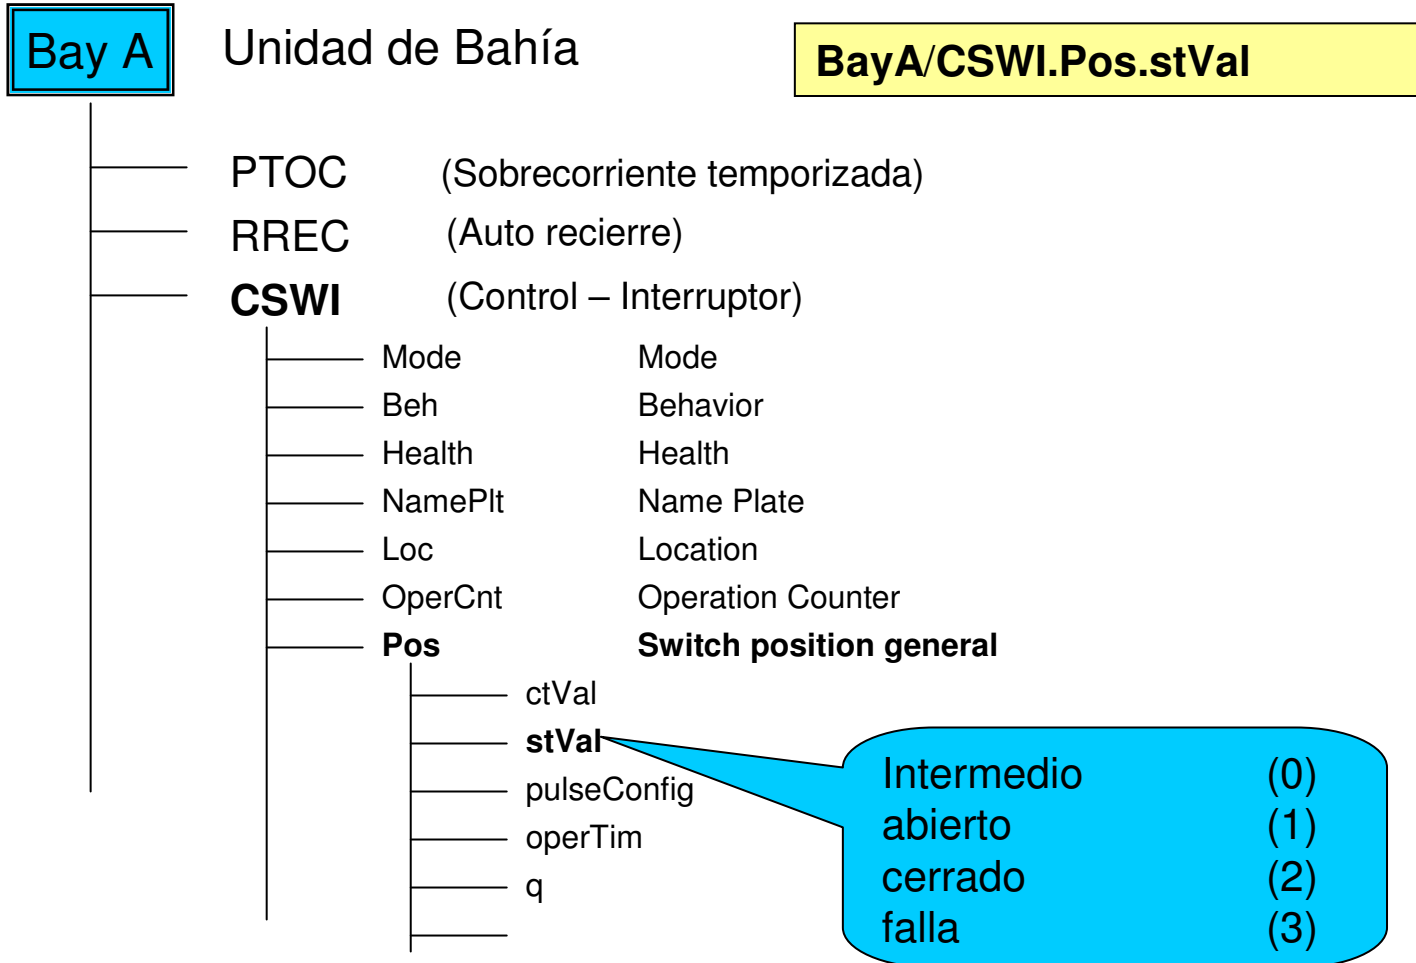 Bay A Unidad de Bahía BayA/CSWI.Pos.stVal
PTOC (Sobrecorriente temporizada)
RREC (Auto recierre)
CSWI (Control – Interruptor)
Mode Mode
Beh Behavior
Health Health
NamePlt Name Plate
Loc Location
OperCnt Operation Counter
Pos Switch position general
ctVal
stVal
pulseConfig
operTim
q
Intermedio (0)
abierto (1)
cerrado (2)
falla (3)